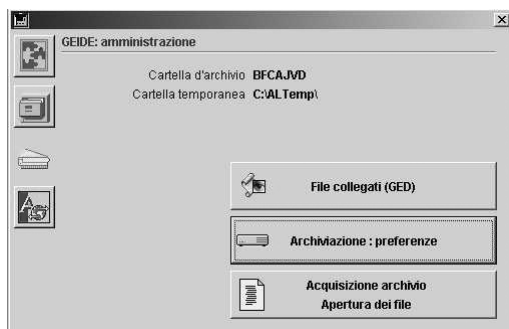 GEIDE: amministrazione
Cartella d'archivio BFCAJVD
Cartella temporanea C:\ALTemp\
File collegati (GED)
Archiviazione : preferenze
Acquisizione archivio
Apertura dei file